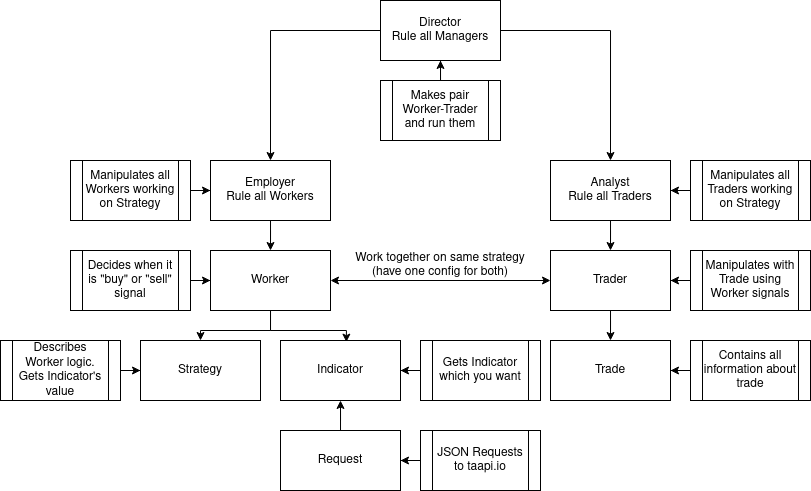 Director
Rule all Managers
Makes pair
Worker-Trader
and run them
Manipulates all
Workers working
on Strategy
Employer
Rule all Workers
Analyst
Rule all Traders
Manipulates all
Traders working
on Strategy
Decides when it
is "buy" or "sell"
signal
Worker
Work together on same strategy
(have one config for both)
Trader
Manipulates with
Trade using
Worker signals
Describes
Worker logic.
Gets Indicator's
value
Strategy
Indicator
Gets Indicator
which you want
Trade
Contains all
information about
trade
Request
JSON Requests
to taapi.io